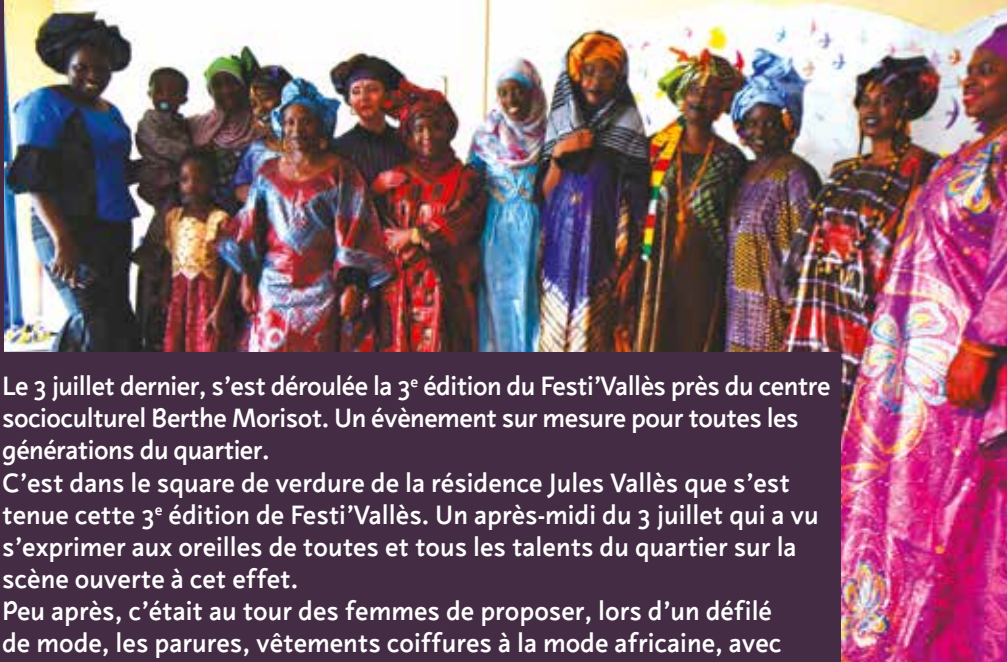 Le 3 juillet dernier, s’est déroulée la 3e édition du Festi’Vallès près du centre
socioculturel Berthe Morisot. Un évènement sur mesure pour toutes les
générations du quartier.
C’est dans le square de verdure de la résidence Jules Vallès que s’est
tenue cette 3e édition de Festi’Vallès. Un après-midi du 3 juillet qui a vu
s’exprimer aux oreilles de toutes et tous les talents du quartier sur la
scène ouverte à cet effet.
Peu après, c’était au tour des femmes de proposer, lors d’un défilé
de mode, les parures, vêtements coiffures à la mode africaine, avec